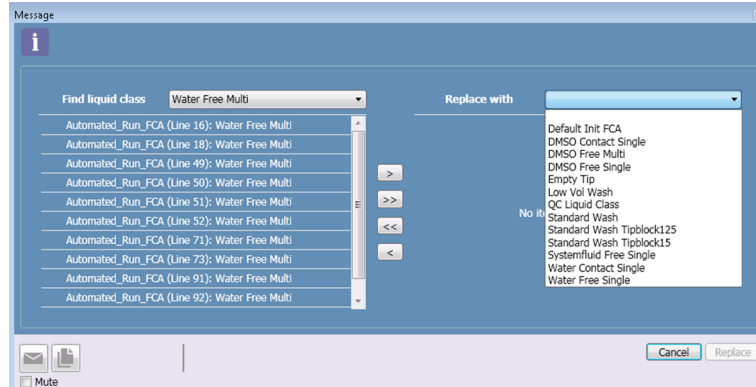 Message
i
Find liquid class Water Free Multi Replace with
Automated_Run_FCA (Line 16): Water Free Multi
Automated_Run_FCA (Line 18): Water Free Multi
Automated_Run_FCA (Line 49): Water Free Multi
Automated_Run_FCA (Line 50): Water Free Multi
Automated_Run_FCA (Line 51): Water Free Multi
Automated_Run_FCA (Line 52): Water Free Multi
Automated_Run_FCA (Line 71): Water Free Multi
Automated_Run_FCA (Line 73): Water Free Multi
Automated_Run_FCA (Line 91): Water Free Multi
Automated_Run_FCA (Line 92): Water Free Multi
>
>>
<<
<
No
Default Init FCA
DMSO Contact Single
DMSO Free Multi
DMSO Free Single
Empty Tip
Low Vol Wash
QC Liquid Class
Standard Wash
Standard Wash Tipblock125
Standard Wash Tipblock15
Systemfluid Free Single
Water Contact Single
Water Free Single
Cancel Replace
Mute